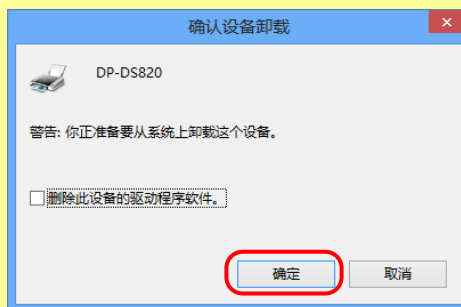 确认设备卸载
DP-DS820
警告: 你正准备要从系统上卸载这个设备。
删除此设备的驱动程序软件。
确定
取消